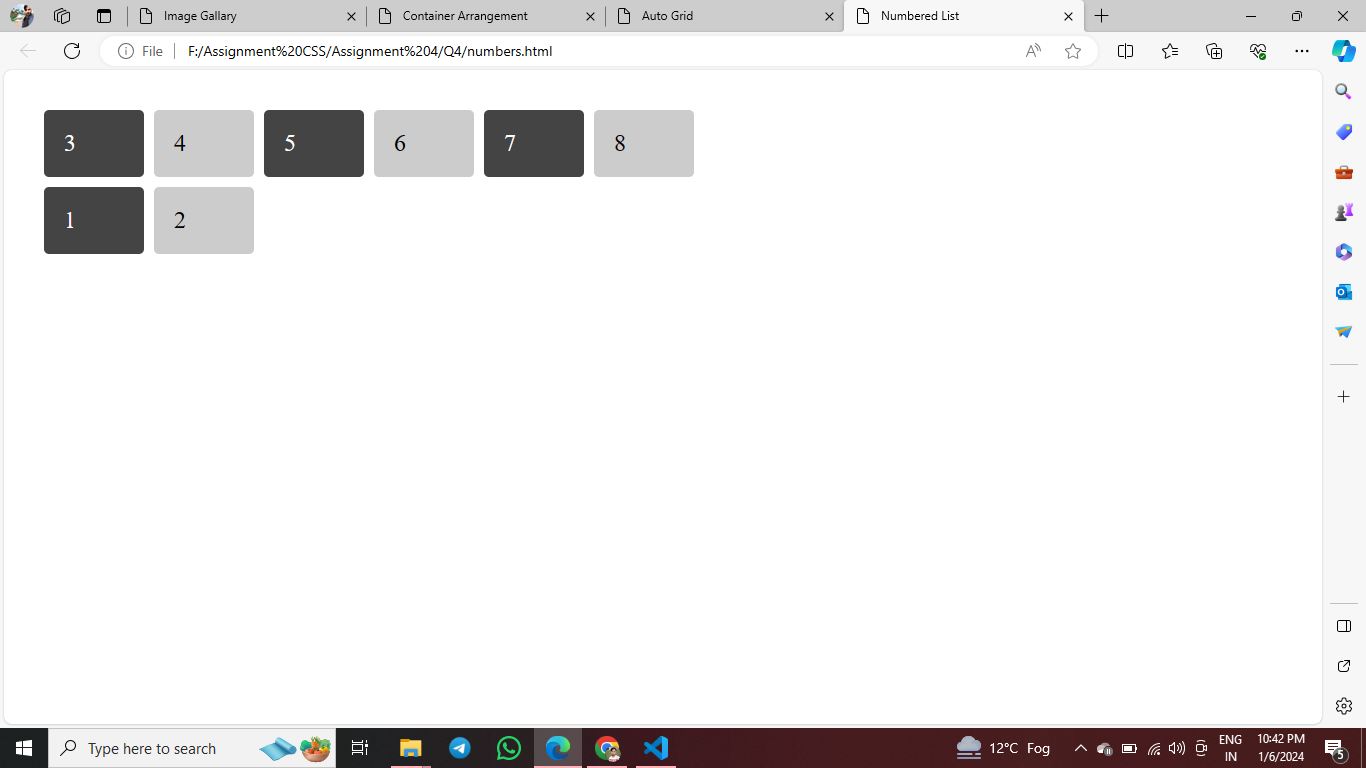 Image Gallary
Container Arrangement
Auto Grid
Numbered List
File
F:/Assignment%20CSS/Assignment%204/Q4/numbers.html
3 4 5 6 7 8
1 2
Type here to search
12°C Fog
ENG
IN
10:42 PM
1/6/2024
5